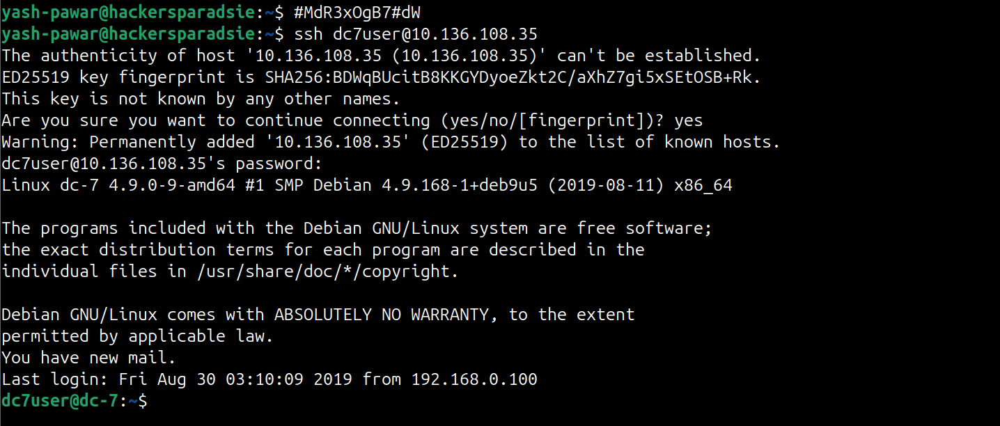 yash-pawar@hackersparadsie:~$ #MdR3xOgB7#dW
yash-pawar@hackersparadsie:~$ ssh dc7user@10.136.108.35
The authenticity of host '10.136.108.35 (10.136.108.35)' can't be established.
ED25519 key fingerprint is SHA256:BDWqBUcitB8KKGYDyoeZkt2C/aXhZ7gi5xSEtOSB+Rk.
This key is not known by any other names.
Are you sure you want to continue connecting (yes/no/[fingerprint])? yes
Warning: Permanently added '10.136.108.35' (ED25519) to the list of known hosts.
dc7user@10.136.108.35's password:
Linux dc-7 4.9.0-9-amd64 #1 SMP Debian 4.9.168-1+deb9u5 (2019-08-11) x86_64
The programs included with the Debian GNU/Linux system are free software;
the exact distribution terms for each program are described in the
individual files in /usr/share/doc/*/copyright.
Debian GNU/Linux comes with ABSOLUTELY NO WARRANTY, to the extent
permitted by applicable law.
You have new mail.
Last login: Fri Aug 30 03:10:09 2019 from 192.168.0.100
dc7user@dc-7:~$